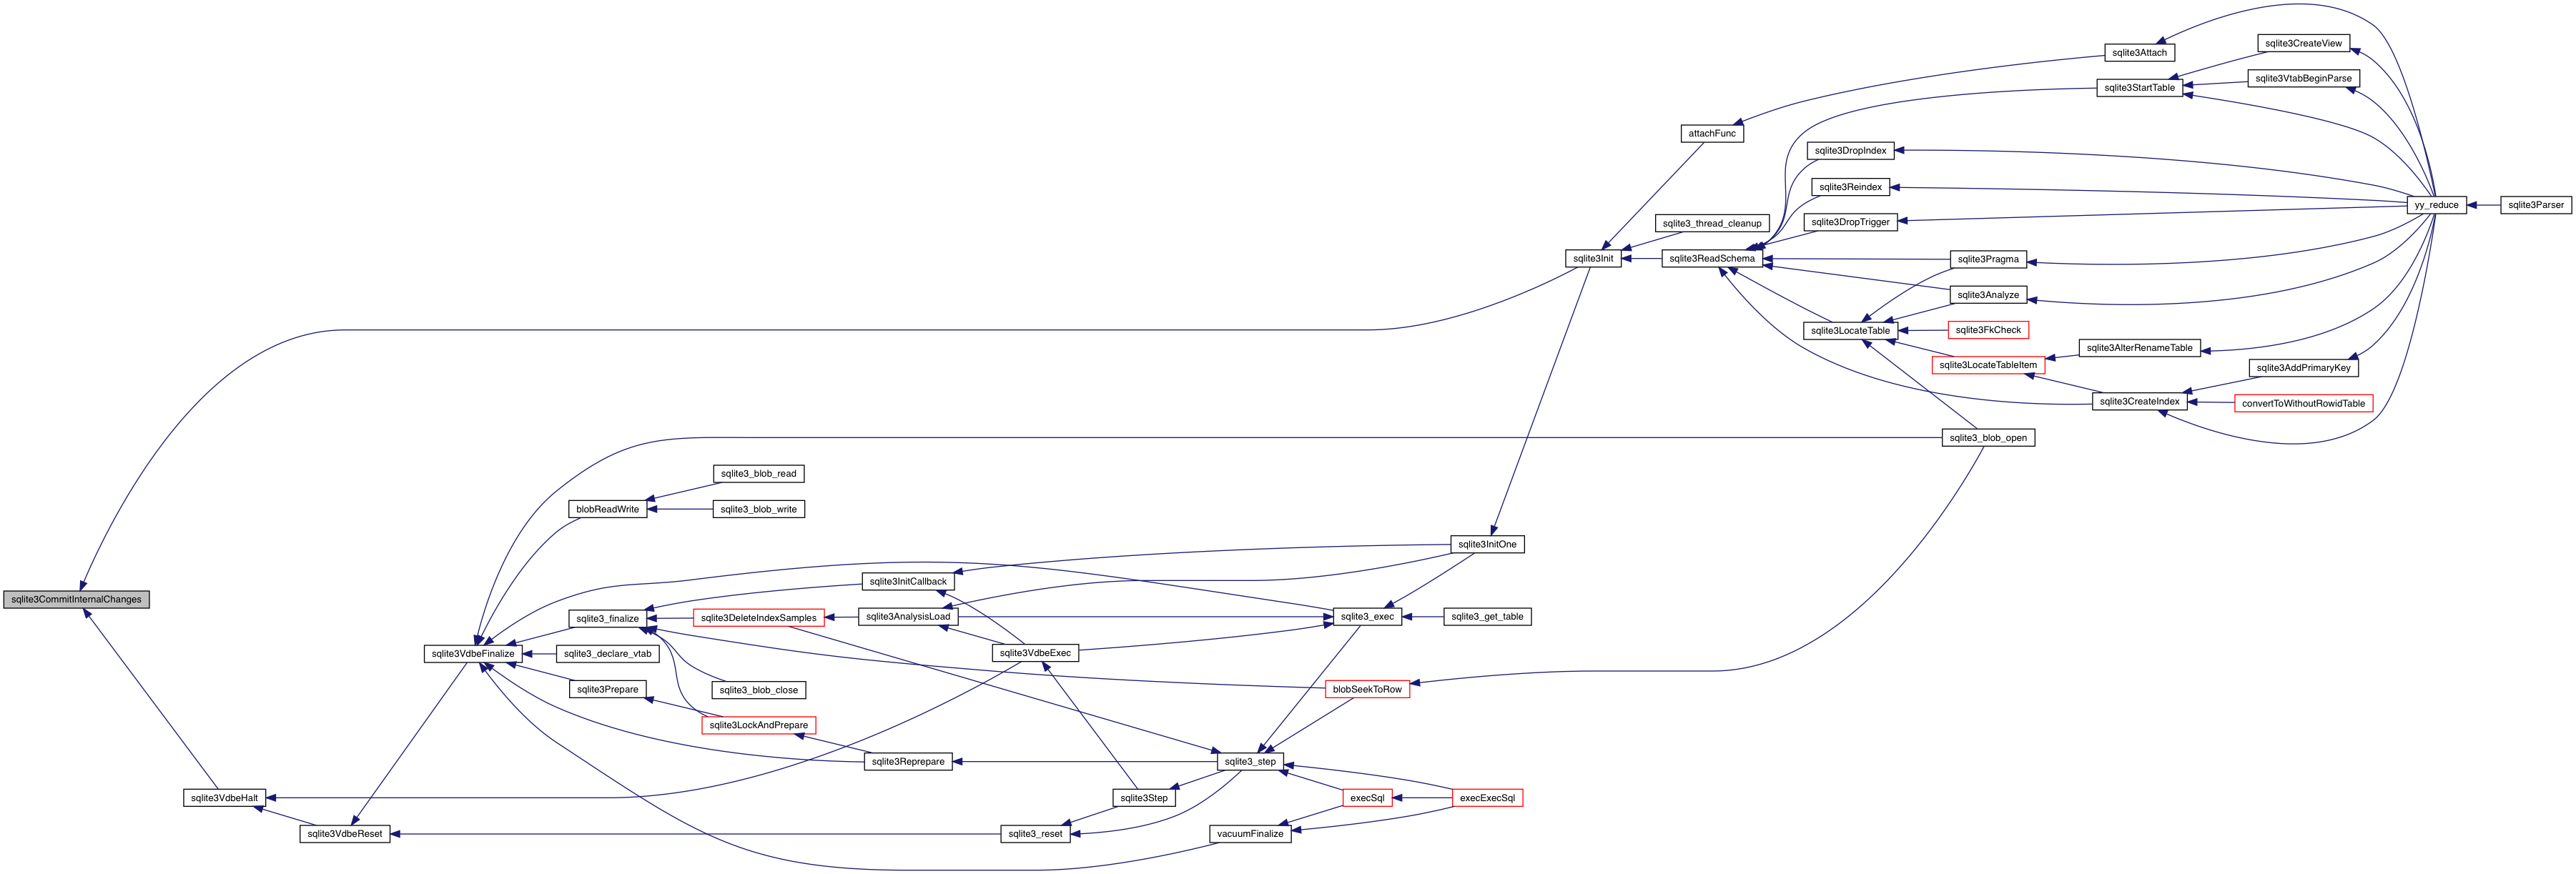 sqlite3CreateView
sqlite3Attach
sqlite3VtabBeginParse
sqlite3StartTable
attachFunc
sqlite3DropIndex
sqlite3Reindex
yy_reduce
sqlite3Parser
sqlite3DropTrigger
sqlite3_thread_cleanup
sqlite3Init
sqlite3ReadSchema
sqlite3Pragma
sqlite3Analyze
sqlite3LocateTable
sqlite3FkCheck
sqlite3AlterRenameTable
sqlite3LocateTableItem
sqlite3AddPrimaryKey
sqlite3CreateIndex
convertToWithoutRowidTable
sqlite3_blob_open
sqlite3_blob_read
blobReadWrite
sqlite3_blob_write
sqlite3InitOne
sqlite3InitCallback
sqlite3CommitInternalChanges
sqlite3_finalize
sqlite3DeleteIndexSamples
sqlite3AnalysisLoad
sqlite3_exec
sqlite3_get_table
sqlite3VdbeFinalize
sqlite3_declare_vtab
sqlite3VdbeExec
sqlite3Prepare
sqlite3_blob_close
blobSeekToRow
sqlite3LockAndPrepare
sqlite3Reprepare
sqlite3_step
sqlite3VdbeHalt
sqlite3Step
execSql
execExecSql
sqlite3VdbeReset
sqlite3_reset
vacuumFinalize